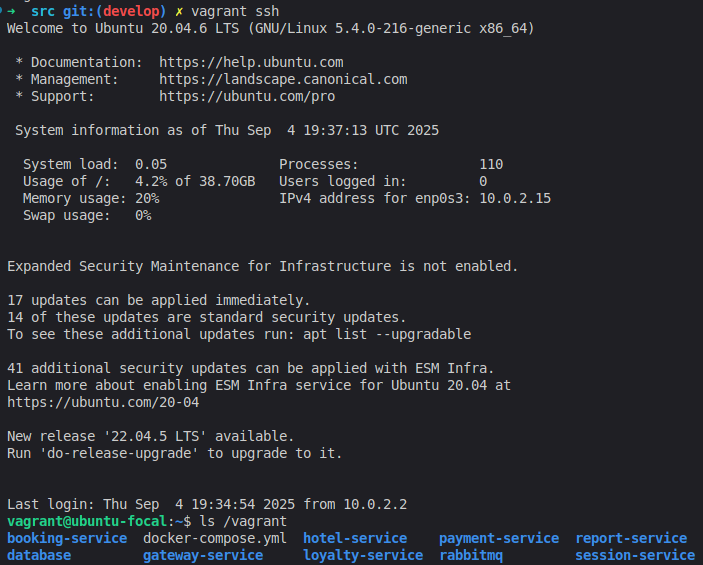 ➜  src git:(develop) ✗ vagrant ssh
Welcome to Ubuntu 20.04.6 LTS (GNU/Linux 5.4.0-216-generic x86_64)

 * Documentation:  https://help.ubuntu.com
 * Management:     https://landscape.canonical.com
 * Support:        https://ubuntu.com/pro

 System information as of Thu Sep  4 19:37:13 UTC 2025

  System load:  0.05              Processes:               110
  Usage of /:   4.2% of 38.70GB   Users logged in:         0
  Memory usage: 20%               IPv4 address for enp0s3: 10.0.2.15
  Swap usage:   0%


Expanded Security Maintenance for Infrastructure is not enabled.

17 updates can be applied immediately.
14 of these updates are standard security updates.
To see these additional updates run: apt list --upgradable

41 additional security updates can be applied with ESM Infra.
Learn more about enabling ESM Infra service for Ubuntu 20.04 at
https://ubuntu.com/20-04

New release '22.04.5 LTS' available.
Run 'do-release-upgrade' to upgrade to it.


Last login: Thu Sep  4 19:34:54 2025 from 10.0.2.2
vagrant@ubuntu-focal:~$ ls /vagrant
booking-service  docker-compose.yml  hotel-service    payment-service  report-service
database         gateway-service     loyalty-service  rabbitmq         session-service